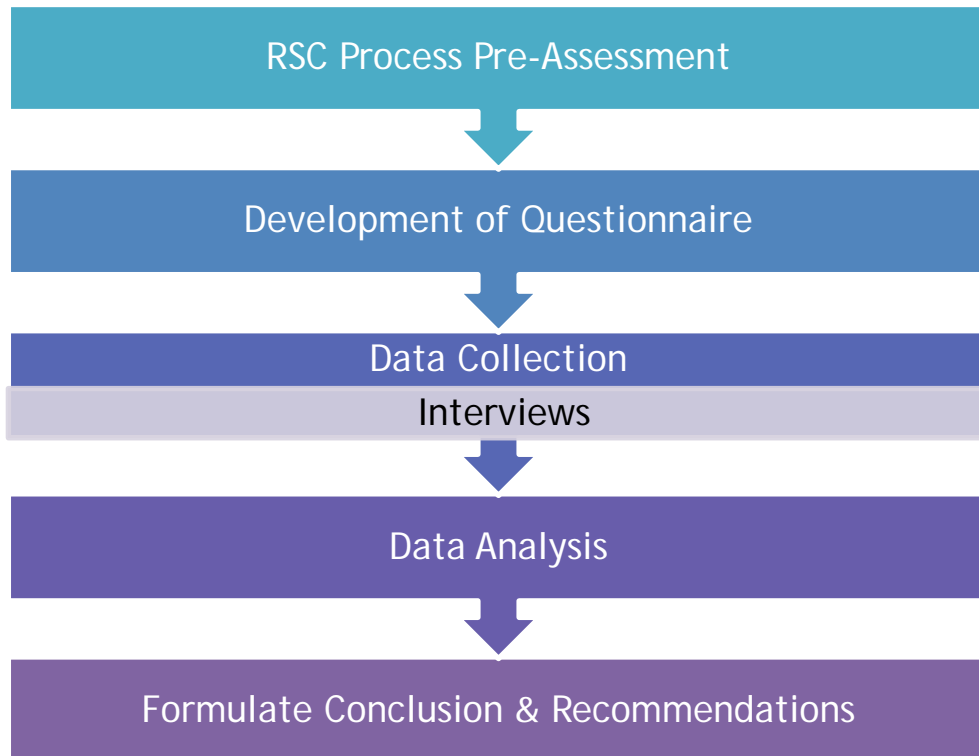 RSC Process Pre-Assessment
Development of Questionnaire
Data Collection
Interviews
Data Analysis
Formulate Conclusion & Recommendations